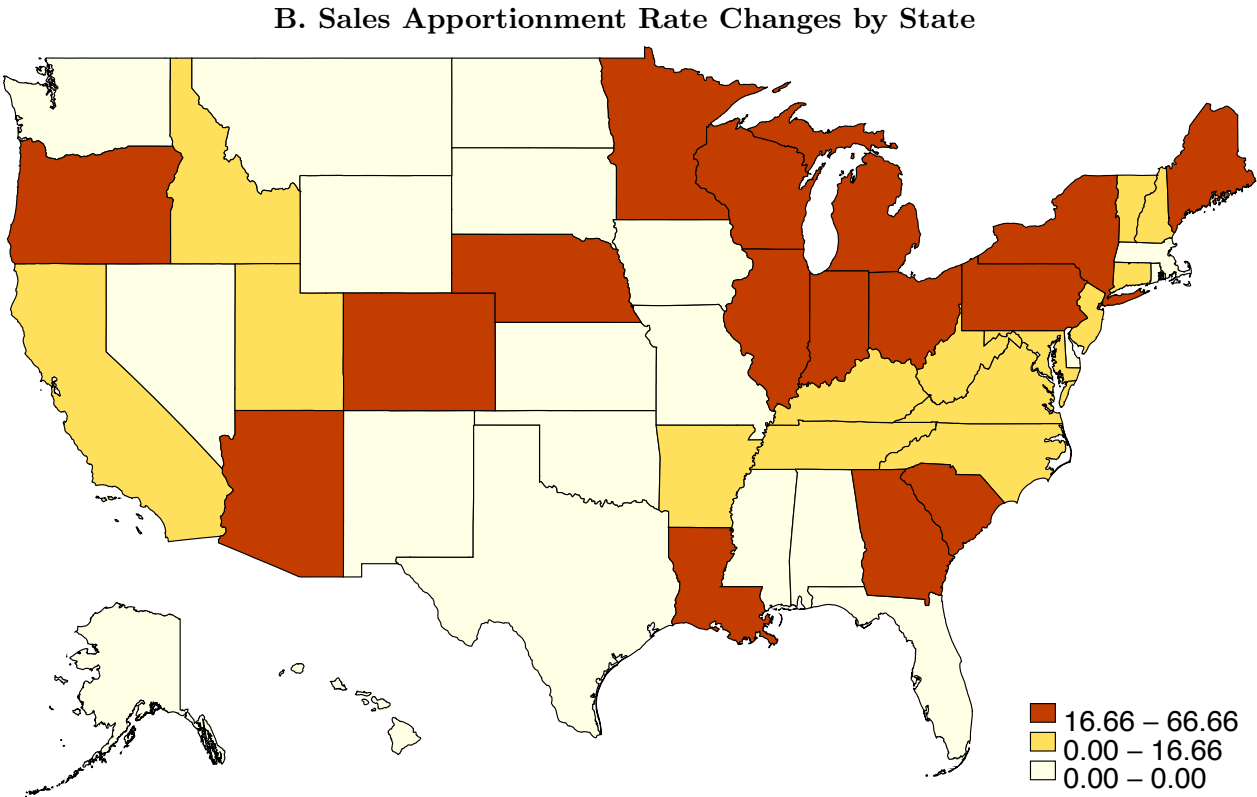 B. Sales Apportionment Rate Changes by State
16.66 – 66.66
0.00 – 16.66
0.00 – 0.00